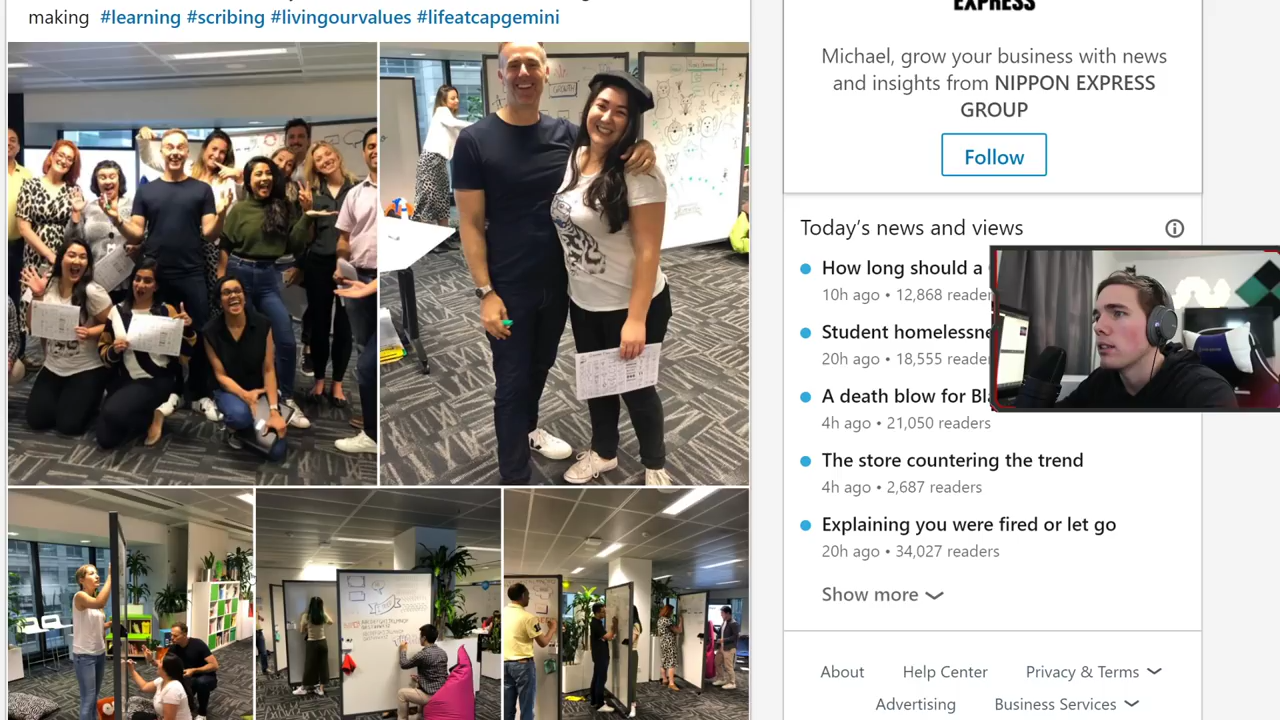 making #learning #scribing #livingourvalues #lifeatcapgemini
GROWTH
EXPRESS
Michael, grow your business with news
and insights from NIPPON EXPRESS
GROUP
Follow
Today's news and views
How long should a
10h ago • 12,868 readers
Student homelessne
20h ago • 18,555 reade
A death blow for Bla
4h ago • 21,050 readers
The store countering the trend
4h ago • 2,687 readers
Explaining you were fired or let go
20h ago • 34,027 readers
Show more
About Help Center Privacy & Terms
Advertising Business Services